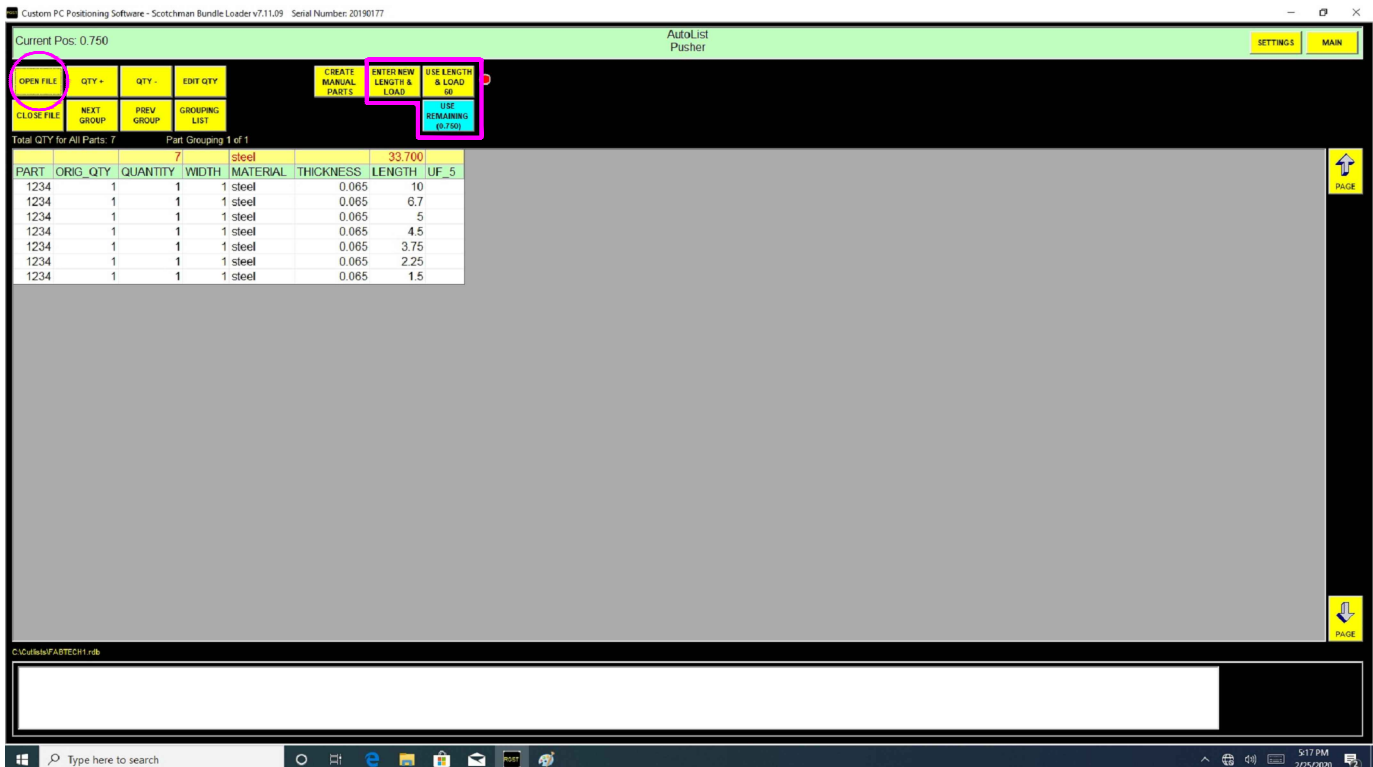 Custom PC Positioning Software - Scotchman Bundle Loader v7.11.09 Serial Number: 20190177
Current Pos: 0.750
AutoList
Pusher
SETTINGS
MAIN
OPEN FILE
QTY +
QTY -
EDIT QTY
CREATE MANUAL PARTS
ENTER NEW LENGTH & LOAD
USE LENGTH & LOAD 60
CLOSE FILE
NEXT GROUP
PREV GROUP
GROUPING LIST
USE REMAINING (0.750)
Total QTY for All Parts: 7 Part Grouping 1 of 1
7 steel 33.700
PART ORIG_QTY QUANTITY WIDTH MATERIAL THICKNESS LENGTH UF_5
1234 1 1 1 steel 0.065 10
1234 1 1 1 steel 0.065 6.7
1234 1 1 1 steel 0.065 5
1234 1 1 1 steel 0.065 4.5
1234 1 1 1 steel 0.065 3.75
1234 1 1 1 steel 0.065 2.25
1234 1 1 1 steel 0.065 1.5
PAGE
PAGE
C:\Cutlists\FABTECH1.rdb
Type here to search
5:17 PM
2/25/2020